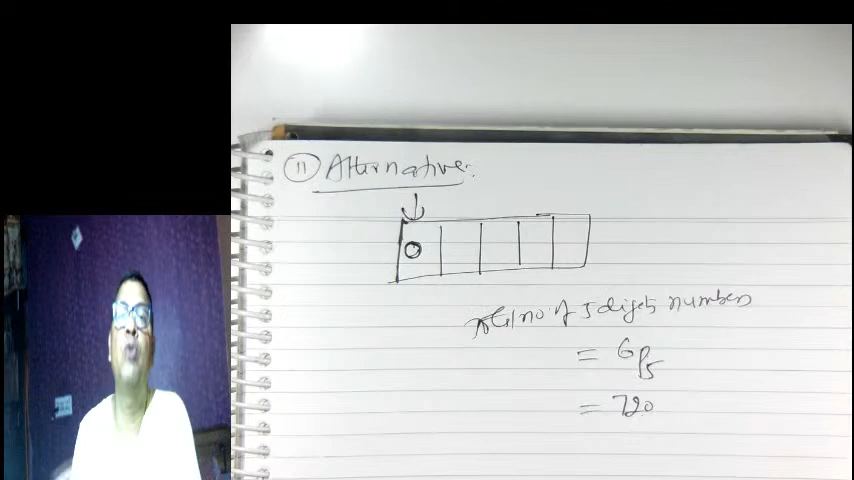 11 Alternative:
0
Total no. of 5 digits numbers
= 6P5
= 720